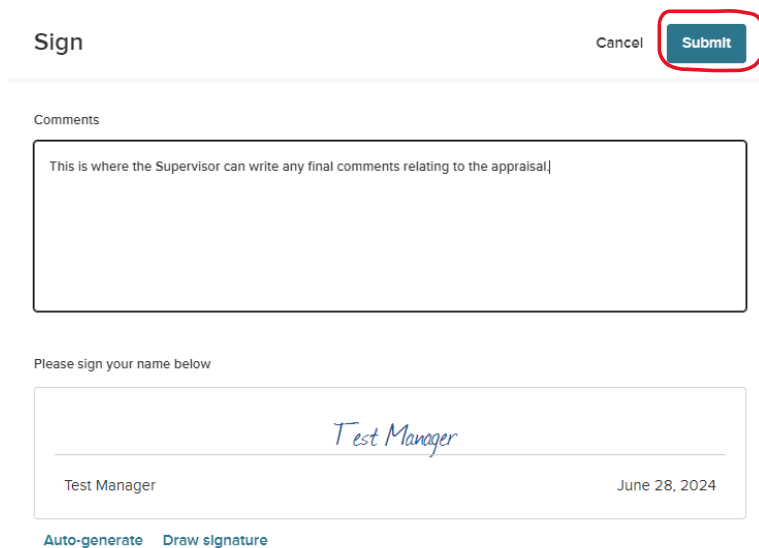 Sign
Cancel
Submit
Comments
This is where the Supervisor can write any final comments relating to the appraisal.
Please sign your name below
Test Manager
Test Manager
June 28, 2024
Auto-generate
Draw signature